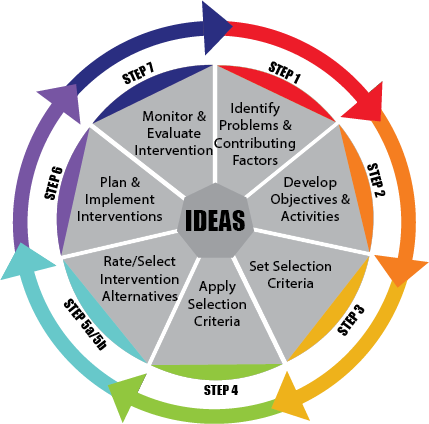 STEP 1
Identify
Problems &
Contributing
Factors
STEP 2
Develop
Objectives &
Activities
STEP 3
Set Selection
Criteria
STEP 4
Apply
Selection
Criteria
STEP 5a/5b
Rate/Select
Intervention
Alternatives
STEP 6
Plan &
Implement
Interventions
STEP 7
Monitor &
Evaluate
Intervention
IDEAS